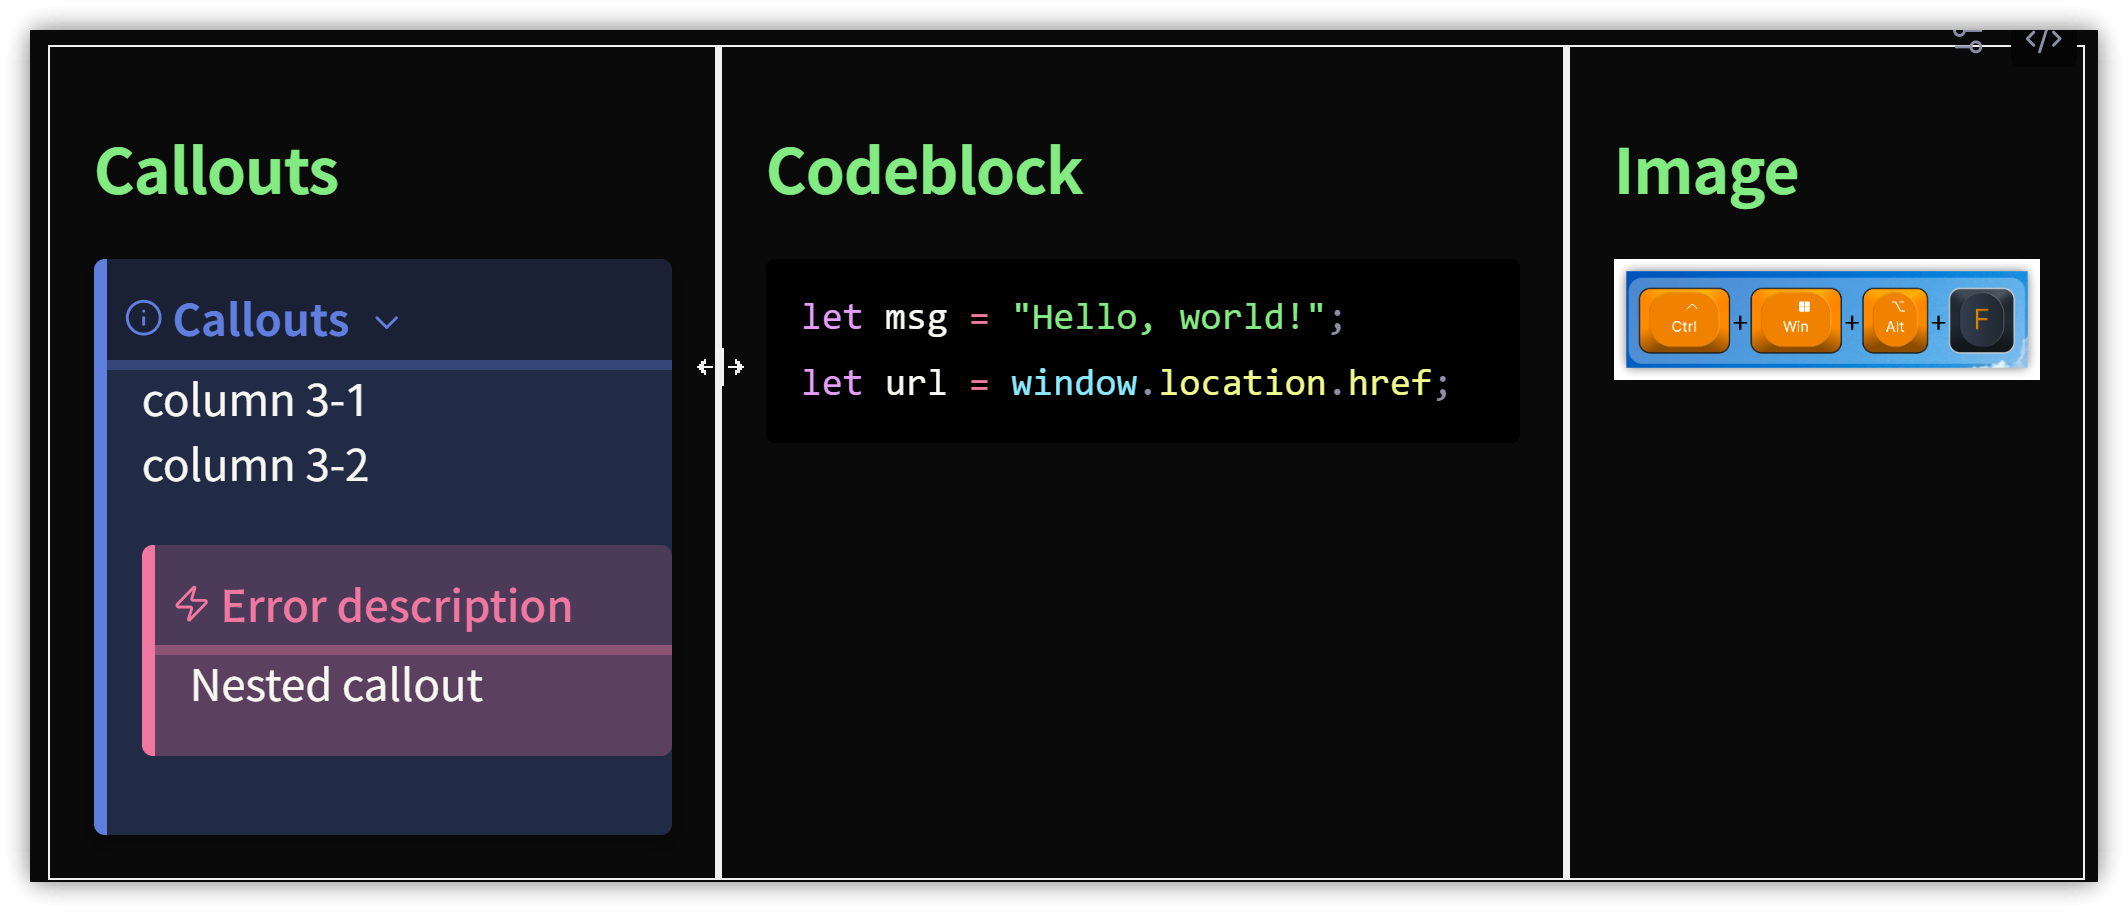 Callouts
Callouts
column 3-1
column 3-2
Error description
Nested callout
Codeblock
let msg = "Hello, world!";
let url = window.location.href;
Image
Ctrl + Win + Alt + F